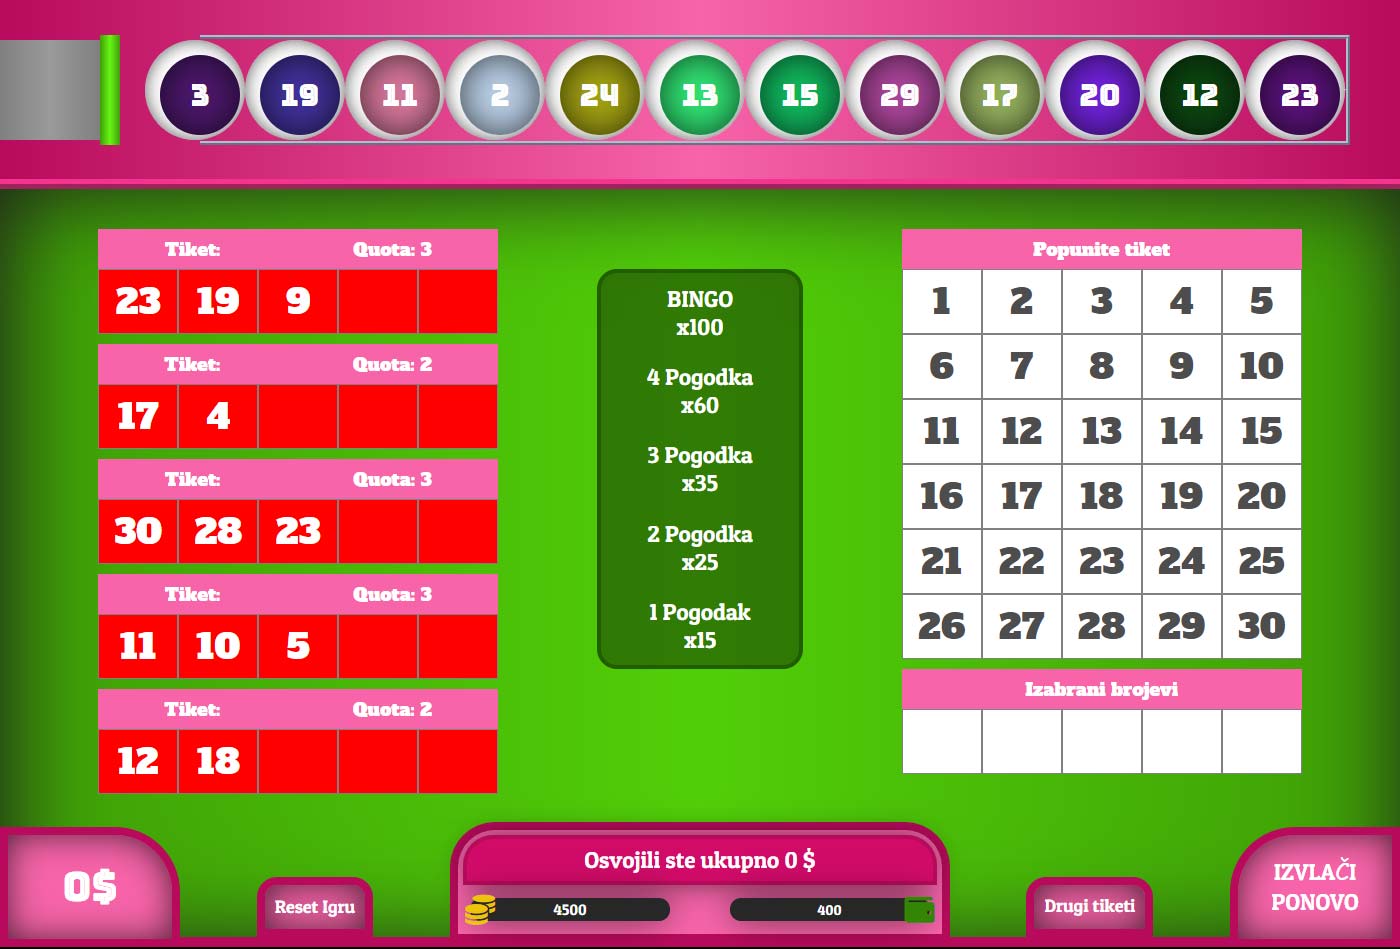 3 19 11 2 24 13 15 29 17 20 12 23
Tiket: Quota: 3
23 19 9
Tiket: Quota: 2
17 4
Tiket: Quota: 3
30 28 23
Tiket: Quota: 3
11 10 5
Tiket: Quota: 2
12 18
BINGO
x100
4 Pogodka
x60
3 Pogodka
x35
2 Pogodka
x25
1 Pogodak
x15
Popunite tiket
1 2 3 4 5
6 7 8 9 10
11 12 13 14 15
16 17 18 19 20
21 22 23 24 25
26 27 28 29 30
Izabrani brojevi
0$
Reset Igru
Osvojili ste ukupno 0 $
4500
400
Drugi tiketi
IZVLAČI
PONOVO